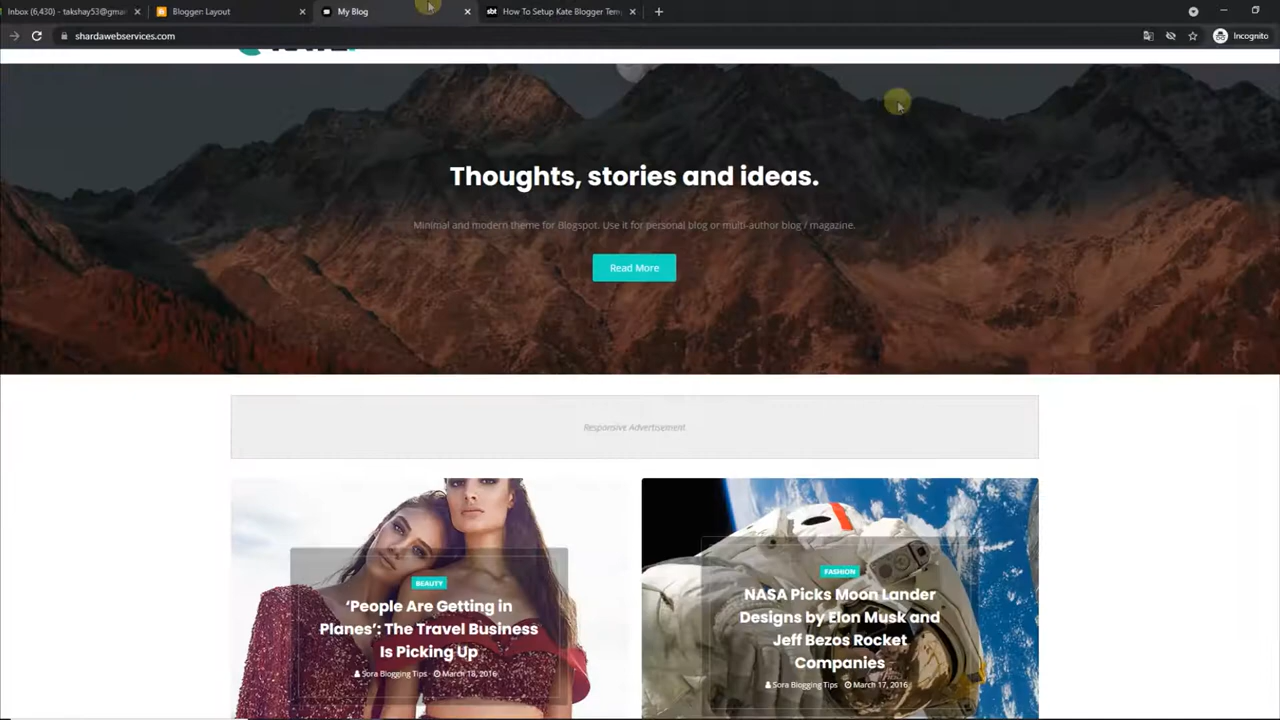 Inbox (6,430) - takshay53@gmai
Blogger: Layout
My Blog
sbt
How To Setup Kate Blogger Tem
shardawebservices.com
Incognito
Thoughts, stories and ideas.
Minimal and modern theme for Blogspot. Use it for personal blog or multi-author blog / magazine.
Read More
Responsive Advertisement
BEAUTY
‘People Are Getting in
Planes’: The Travel Business
Is Picking Up
Sora Blogging Tips March 18, 2016
FASHION
NASA Picks Moon Lander
Designs by Elon Musk and
Jeff Bezos Rocket
Companies
Sora Blogging Tips March 17, 2016